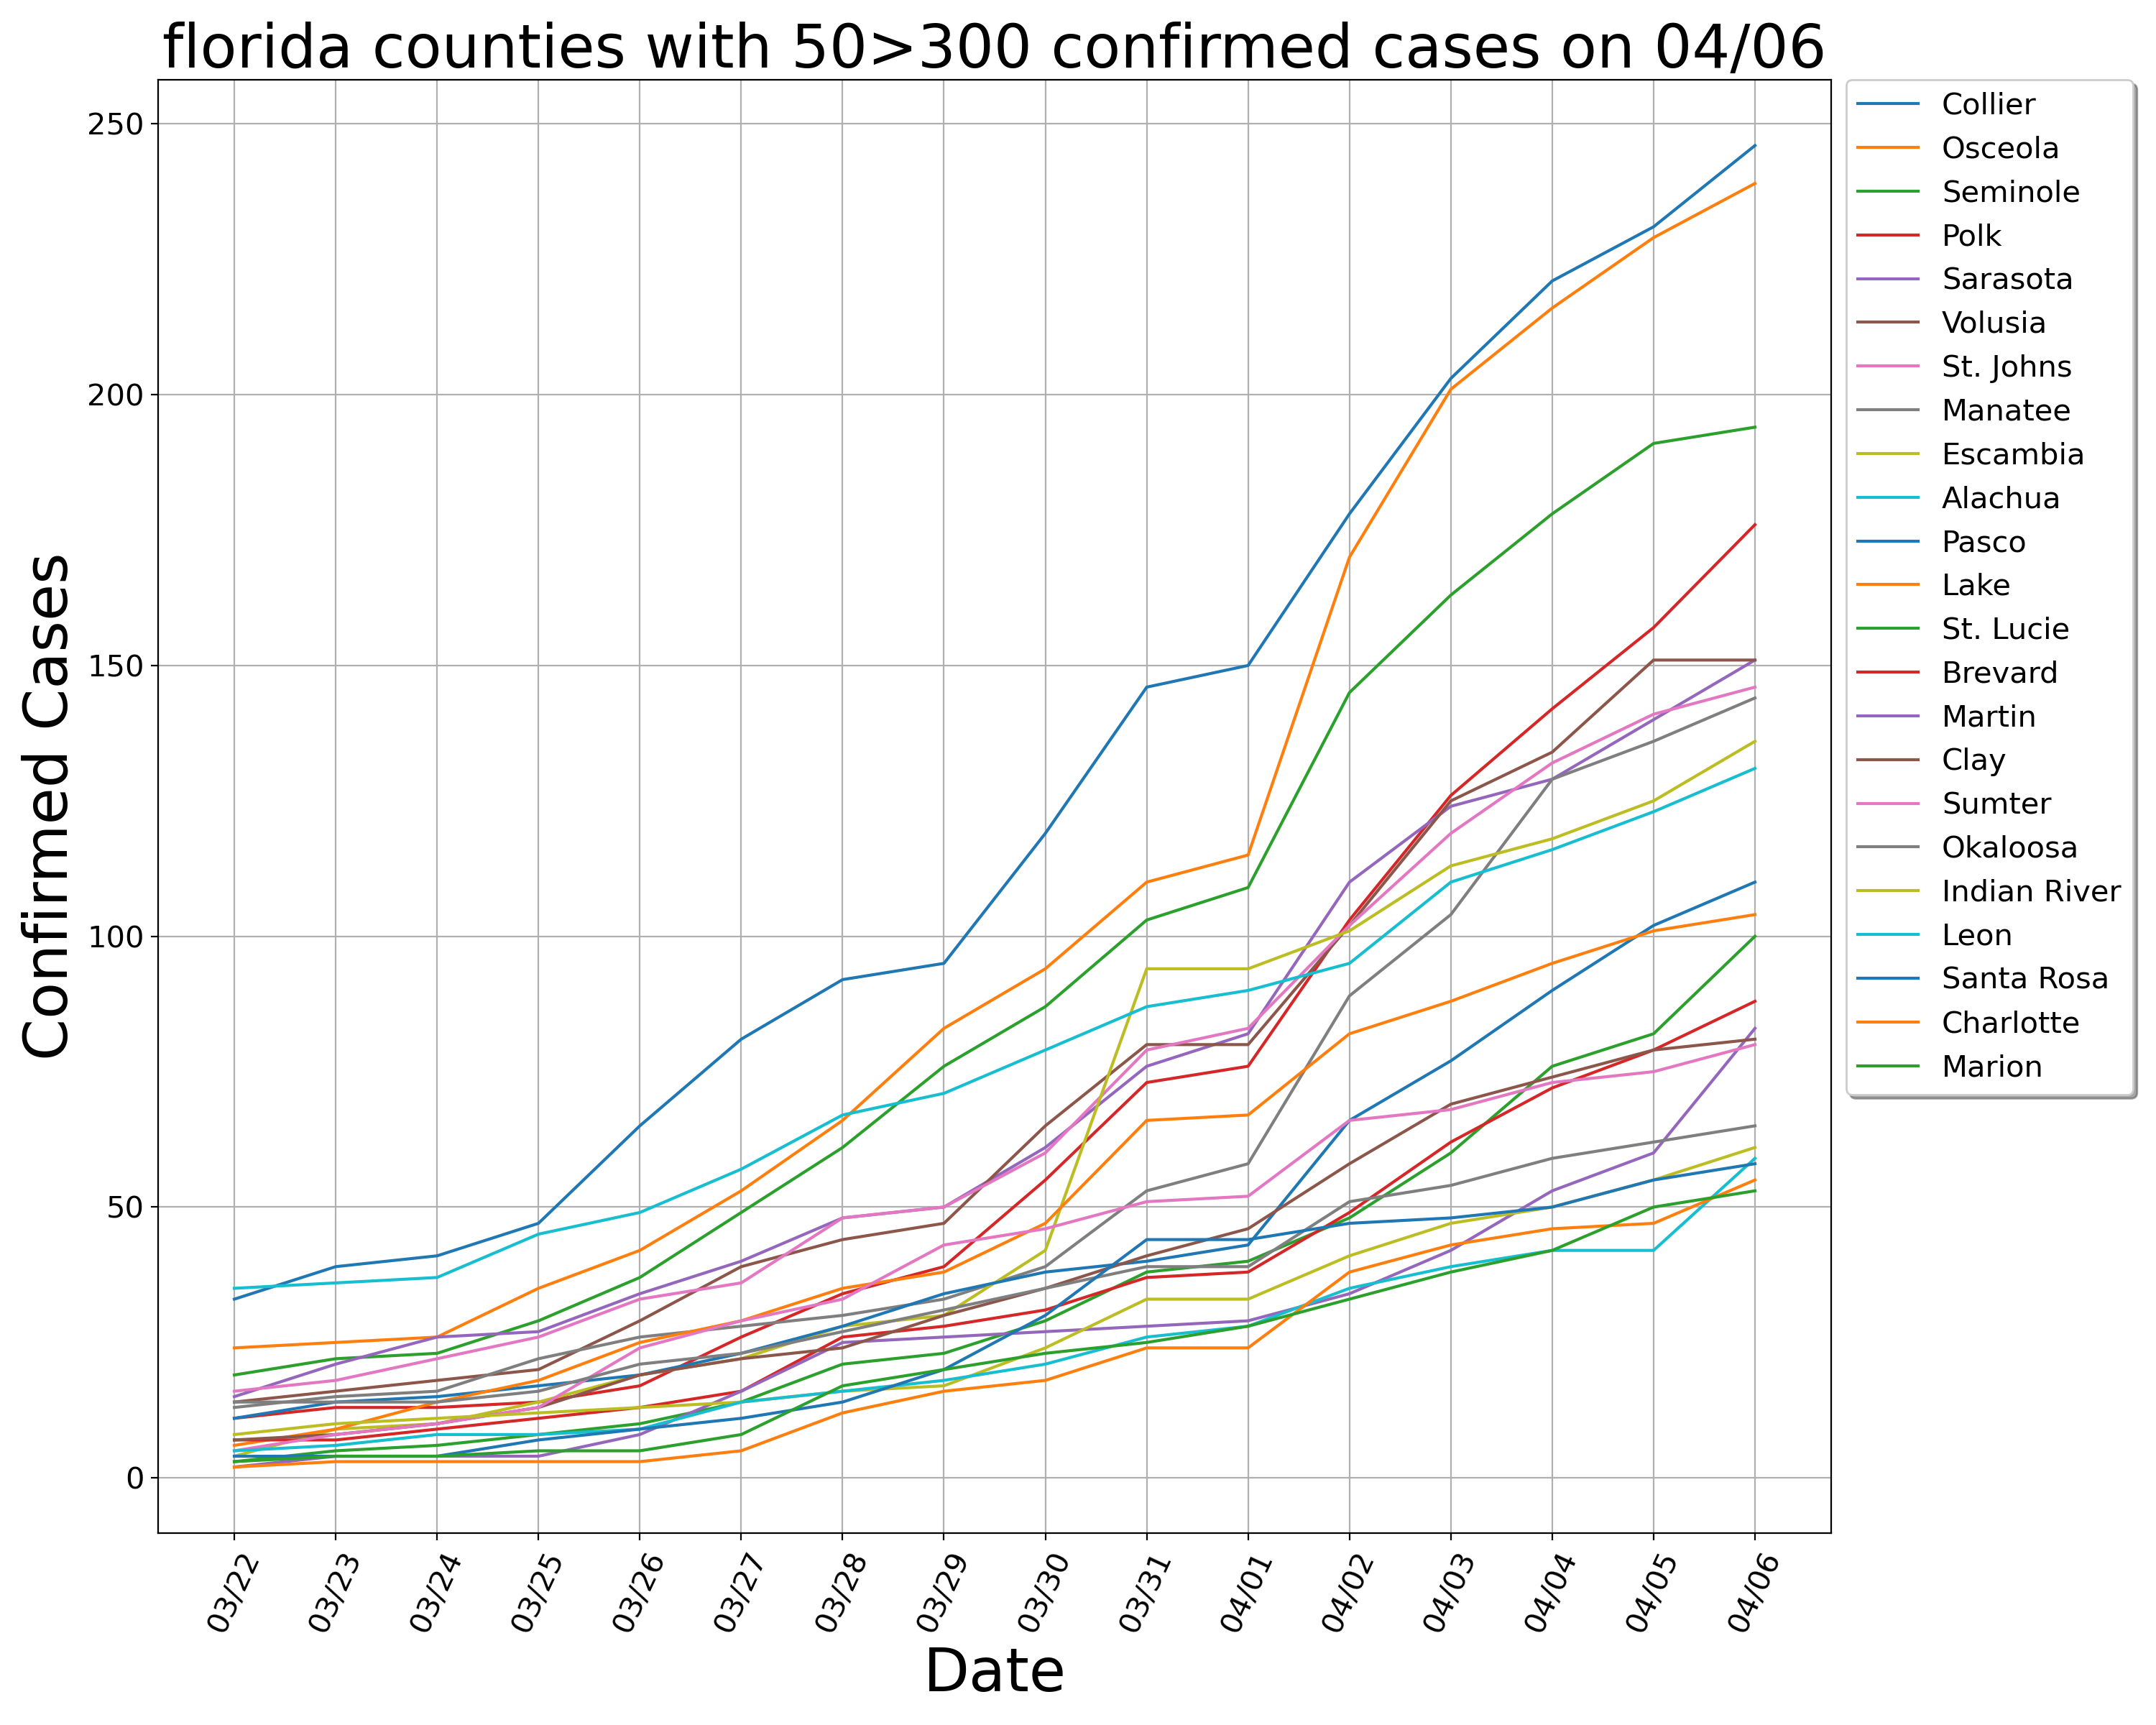 florida counties with 50>300 confirmed cases on 04/06
Confirmed Cases
250
200
150
100
50
0
03/22
03/23
03/24
03/25
03/26
03/27
03/28
03/29
03/30
03/31
04/01
04/02
04/03
04/04
04/05
04/06
Date
Collier
Osceola
Seminole
Polk
Sarasota
Volusia
St. Johns
Manatee
Escambia
Alachua
Pasco
Lake
St. Lucie
Brevard
Martin
Clay
Sumter
Okaloosa
Indian River
Leon
Santa Rosa
Charlotte
Marion